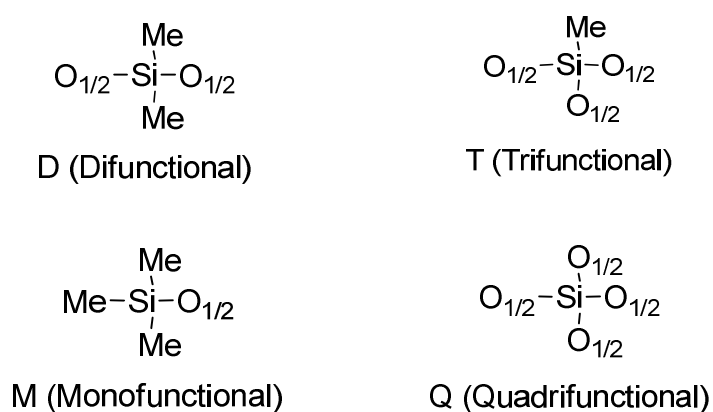 Me
O1/2 Si O1/2
Me
D (Difunctional)
Me
O1/2 Si O1/2
O1/2
T (Trifunctional)
Me
Me Si O1/2
Me
M (Monofunctional)
O1/2
O1/2 Si O1/2
O1/2
Q (Quadrifunctional)